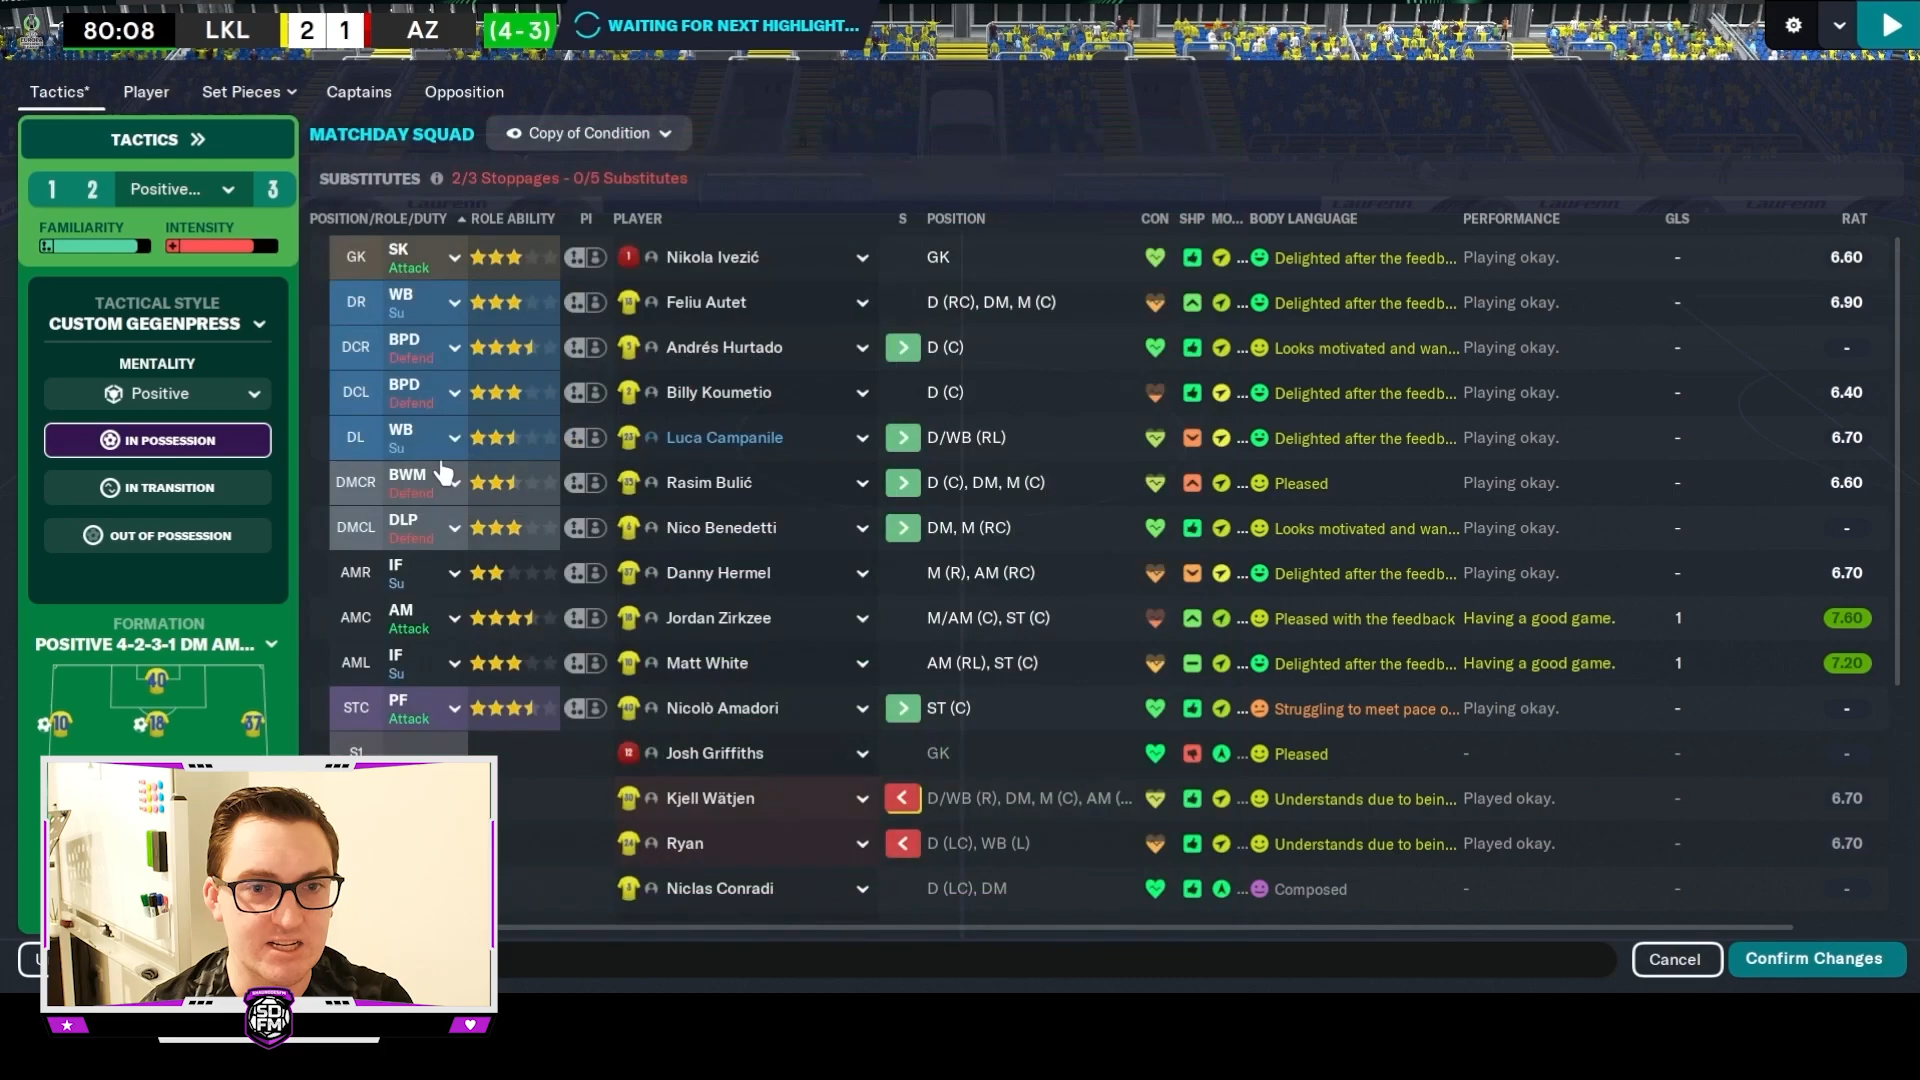 80:08 LKL 2 1 AZ (4-3) WAITING FOR NEXT HIGHLIGHT...
Tactics* Player Set Pieces Captains Opposition
TACTICS
1 2 Positive... 3
FAMILIARITY INTENSITY
TACTICAL STYLE
CUSTOM GEGENPRESS
MENTALITY
Positive
IN POSSESSION
IN TRANSITION
OUT OF POSSESSION
FORMATION
POSITIVE 4-2-3-1 DM AM...
40
10 18 37
MATCHDAY SQUAD Copy of Condition
SUBSTITUTES 2/3 Stoppages - 0/5 Substitutes
POSITION/ROLE/DUTY ROLE ABILITY PI PLAYER S POSITION CON SHP MO... BODY LANGUAGE PERFORMANCE GLS RAT
GK SK Attack 1 Nikola Ivezić GK ... Delighted after the feedb... Playing okay. - 6.60
DR WB Su Feliu Autet D (RC), DM, M (C) ... Delighted after the feedb... Playing okay. - 6.90
DCR BPD Defend Andrés Hurtado D (C) ... Looks motivated and wan... Playing okay. - -
DCL BPD Defend Billy Koumetio D (C) ... Delighted after the feedb... Playing okay. - 6.40
DL WB Su 23 Luca Campanile D/WB (RL) ... Delighted after the feedb... Playing okay. - 6.70
DMCR BWM Defend Rasim Bulić D (C), DM, M (C) ... Pleased Playing okay. - 6.60
DMCL DLP Defend Nico Benedetti DM, M (RC) ... Looks motivated and wan... Playing okay. - -
AMR IF Su 37 Danny Hermel M (R), AM (RC) ... Delighted after the feedb... Playing okay. - 6.70
AMC AM Attack 18 Jordan Zirkzee M/AM (C), ST (C) ... Pleased with the feedback Having a good game. 1 7.60
AML IF Su 10 Matt White AM (RL), ST (C) ... Delighted after the feedb... Having a good game. 1 7.20
STC PF Attack 40 Nicolò Amadori ST (C) ... Struggling to meet pace o... Playing okay. - -
S1 12 Josh Griffiths GK ... Pleased - - -
Kjell Wätjen D/WB (R), DM, M (C), AM (... ... Understands due to bein... Played okay. - 6.70
Ryan D (LC), WB (L) ... Understands due to bein... Played okay. - 6.70
Niclas Conradi D (LC), DM ... Composed - - -
Cancel Confirm Changes
SDFM